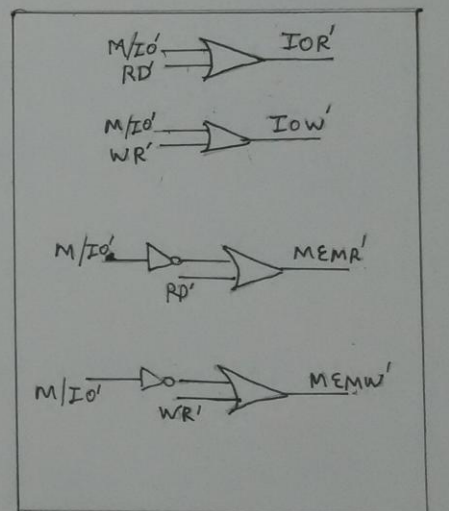 M/IO' IOR'
RD'
M/IO' IOW'
WR'
M/IO' MEMR'
RD'
M/IO' MEMW'
WR'